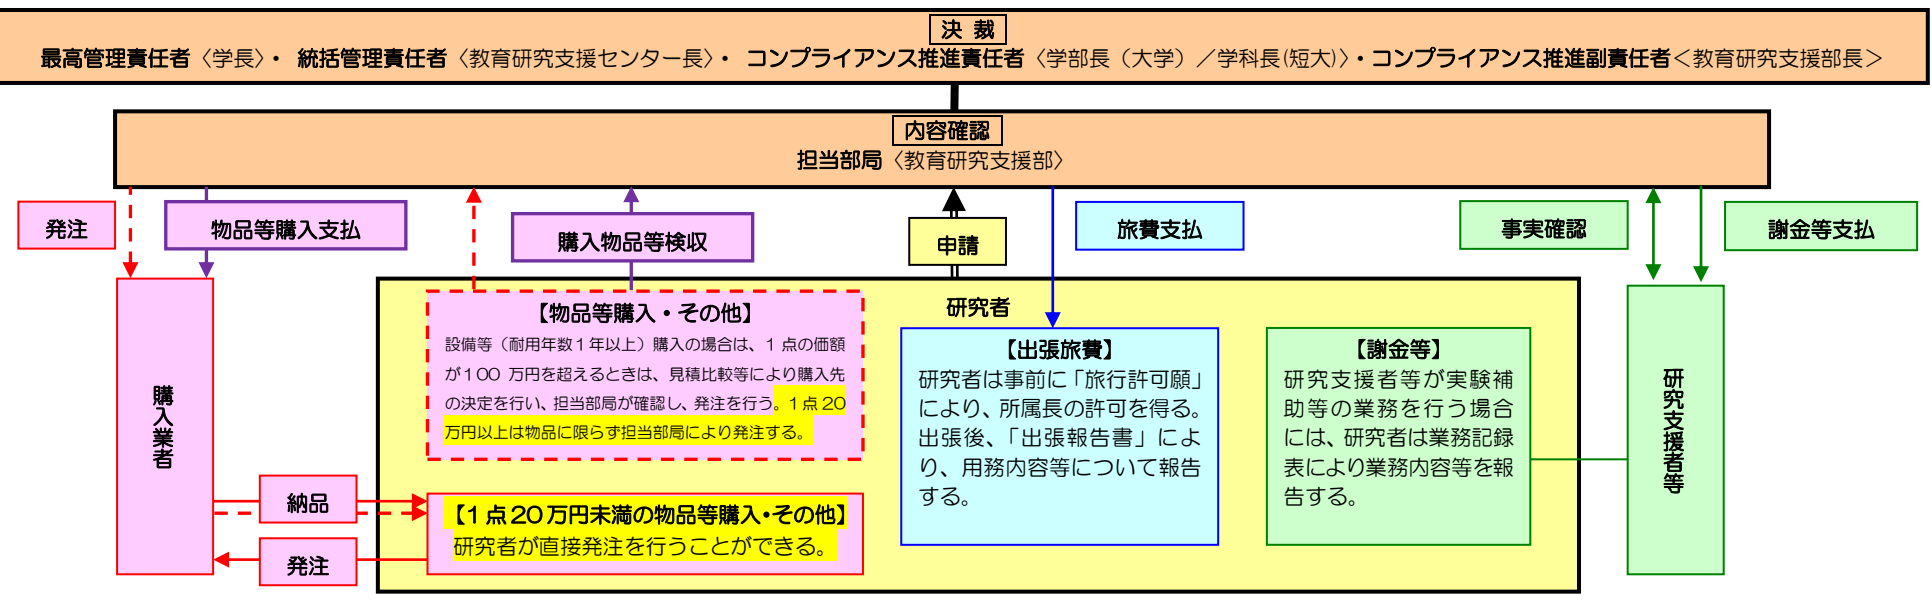 決 裁
最高管理責任者〈学長〉・ 統括管理責任者〈教育研究支援センター長〉・ コンプライアンス推進責任者〈学部長（大学）／学科長(短大)〉・コンプライアンス推進副責任者＜教育研究支援部長＞
内容確認
担当部局〈教育研究支援部〉
発注
物品等購入支払
購入物品等検収
申請
旅費支払
事実確認
謝金等支払
購入業者
研究者
【物品等購入・その他】
設備等（耐用年数１年以上）購入の場合は、１点の価額
が１００ 万円を超えるときは、見積比較等により購入先
の決定を行い、担当部局が確認し、発注を行う。１点 20
万円以上は物品に限らず担当部局により発注する。
【出張旅費】
研究者は事前に「旅行許可願」
により、所属長の許可を得る。
出張後、「出張報告書」によ
り、用務内容等について報告
する。
【謝金等】
研究支援者等が実験補
助等の業務を行う場合
には、研究者は業務記録
表により業務内容等を報
告する。
研究支援者等
納品
【１点 20 万円未満の物品等購入・その他】
研究者が直接発注を行うことができる。
発注